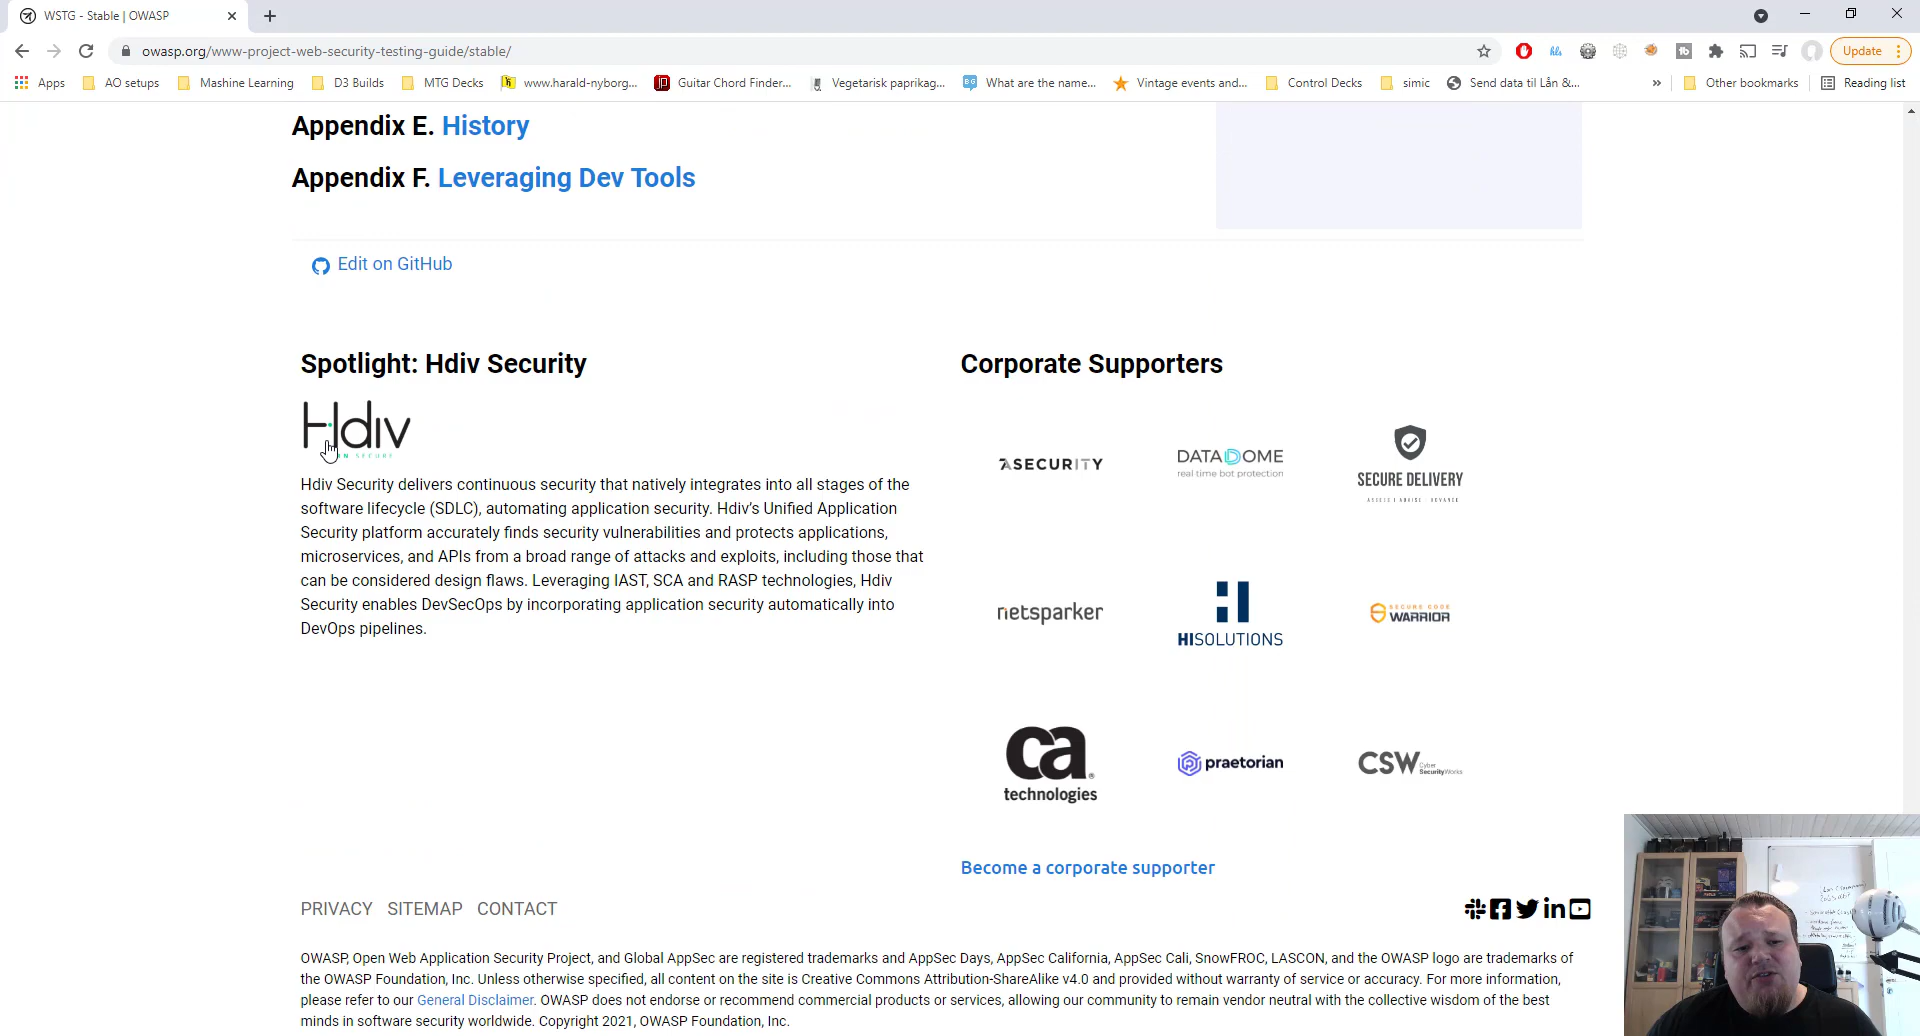 WSTG - Stable | OWASP
owasp.org/www-project-web-security-testing-guide/stable/
Update
Apps
AO setups
Mashine Learning
D3 Builds
MTG Decks
www.harald-nyborg...
Guitar Chord Finder...
Vegetarisk paprikag...
What are the name...
Vintage events and...
Control Decks
simic
Send data til Lån &...
»
Other bookmarks
Reading list
Appendix E. History
Appendix F. Leveraging Dev Tools
Edit on GitHub
Spotlight: Hdiv Security
Hdiv
SECURE
Hdiv Security delivers continuous security that natively integrates into all stages of the
software lifecycle (SDLC), automating application security. Hdiv’s Unified Application
Security platform accurately finds security vulnerabilities and protects applications,
microservices, and APIs from a broad range of attacks and exploits, including those that
can be considered design flaws. Leveraging IAST, SCA and RASP technologies, Hdiv
Security enables DevSecOps by incorporating application security automatically into
DevOps pipelines.
Corporate Supporters
ASECURITY
DATADOME
real-time bot protection
SECURE DELIVERY
netsparker
HISOLUTIONS
SECURE CODE
WARRIOR
ca
technologies
praetorian
CSW Cyber
SecurityWorks
Become a corporate supporter
PRIVACY SITEMAP CONTACT
OWASP, Open Web Application Security Project, and Global AppSec are registered trademarks and AppSec Days, AppSec California, AppSec Cali, SnowFROC, LASCON, and the OWASP logo are trademarks of
the OWASP Foundation, Inc. Unless otherwise specified, all content on the site is Creative Commons Attribution-ShareAlike v4.0 and provided without warranty of service or accuracy. For more information,
please refer to our General Disclaimer. OWASP does not endorse or recommend commercial products or services, allowing our community to remain vendor neutral with the collective wisdom of the best
minds in software security worldwide. Copyright 2021, OWASP Foundation, Inc.